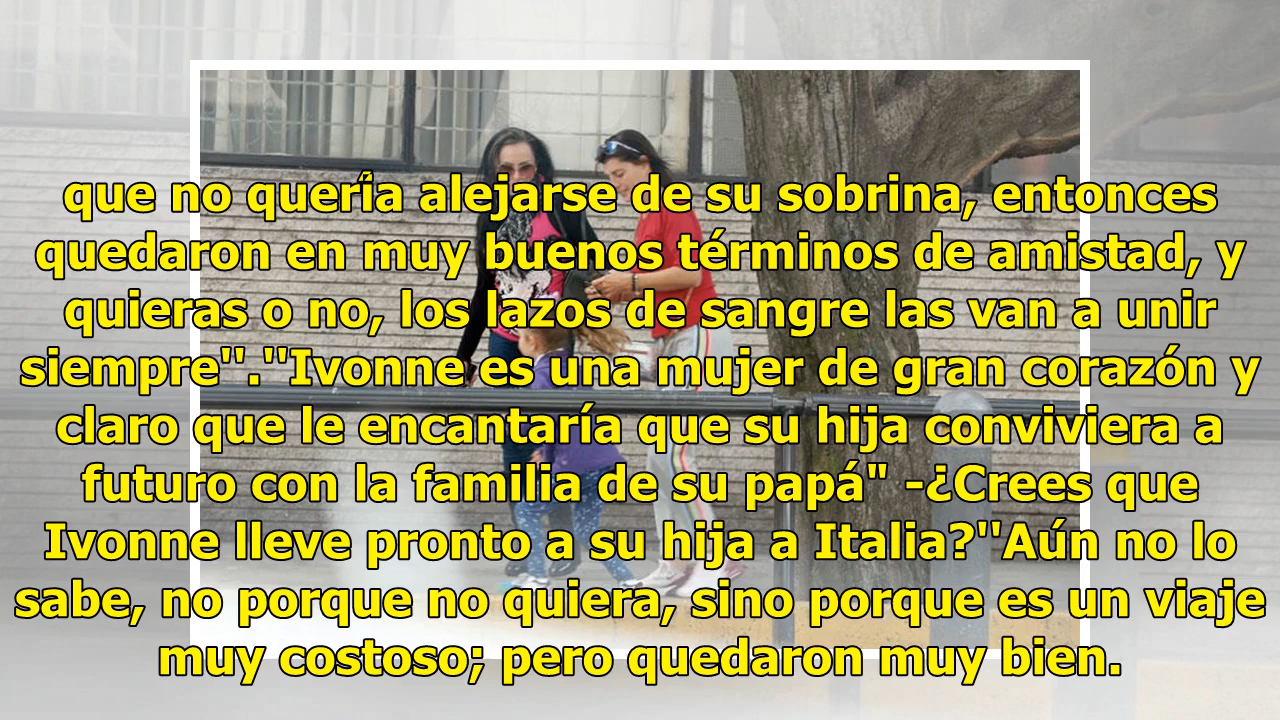 que no quería alejarse de su sobrina, entonces
quedaron en muy buenos términos de amistad, y
quieras o no, los lazos de sangre las van a unir
siempre''.''Ivonne es una mujer de gran corazón y
claro que le encantaría que su hija conviviera a
futuro con la familia de su papá" -¿Crees que
Ivonne lleve pronto a su hija a Italia?''Aún no lo
sabe, no porque no quiera, sino porque es un viaje
muy costoso; pero quedaron muy bien.